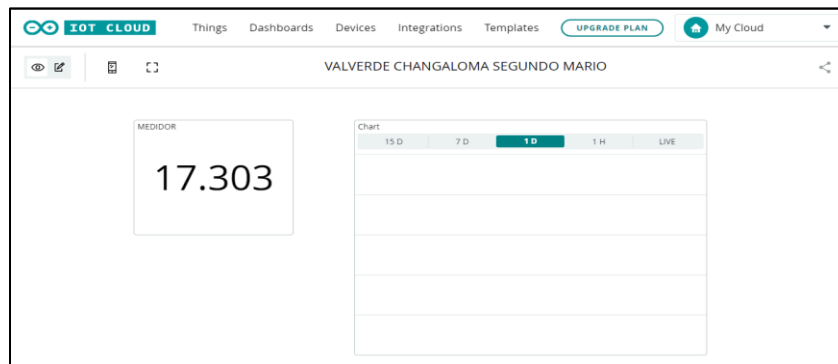 IOT CLOUD Things Dashboards Devices Integrations Templates UPGRADE PLAN My Cloud
VALVERDE CHANGALOMA SEGUNDO MARIO
MEDIDOR
17.303
Chart
15 D 7 D 1 D 1 H LIVE